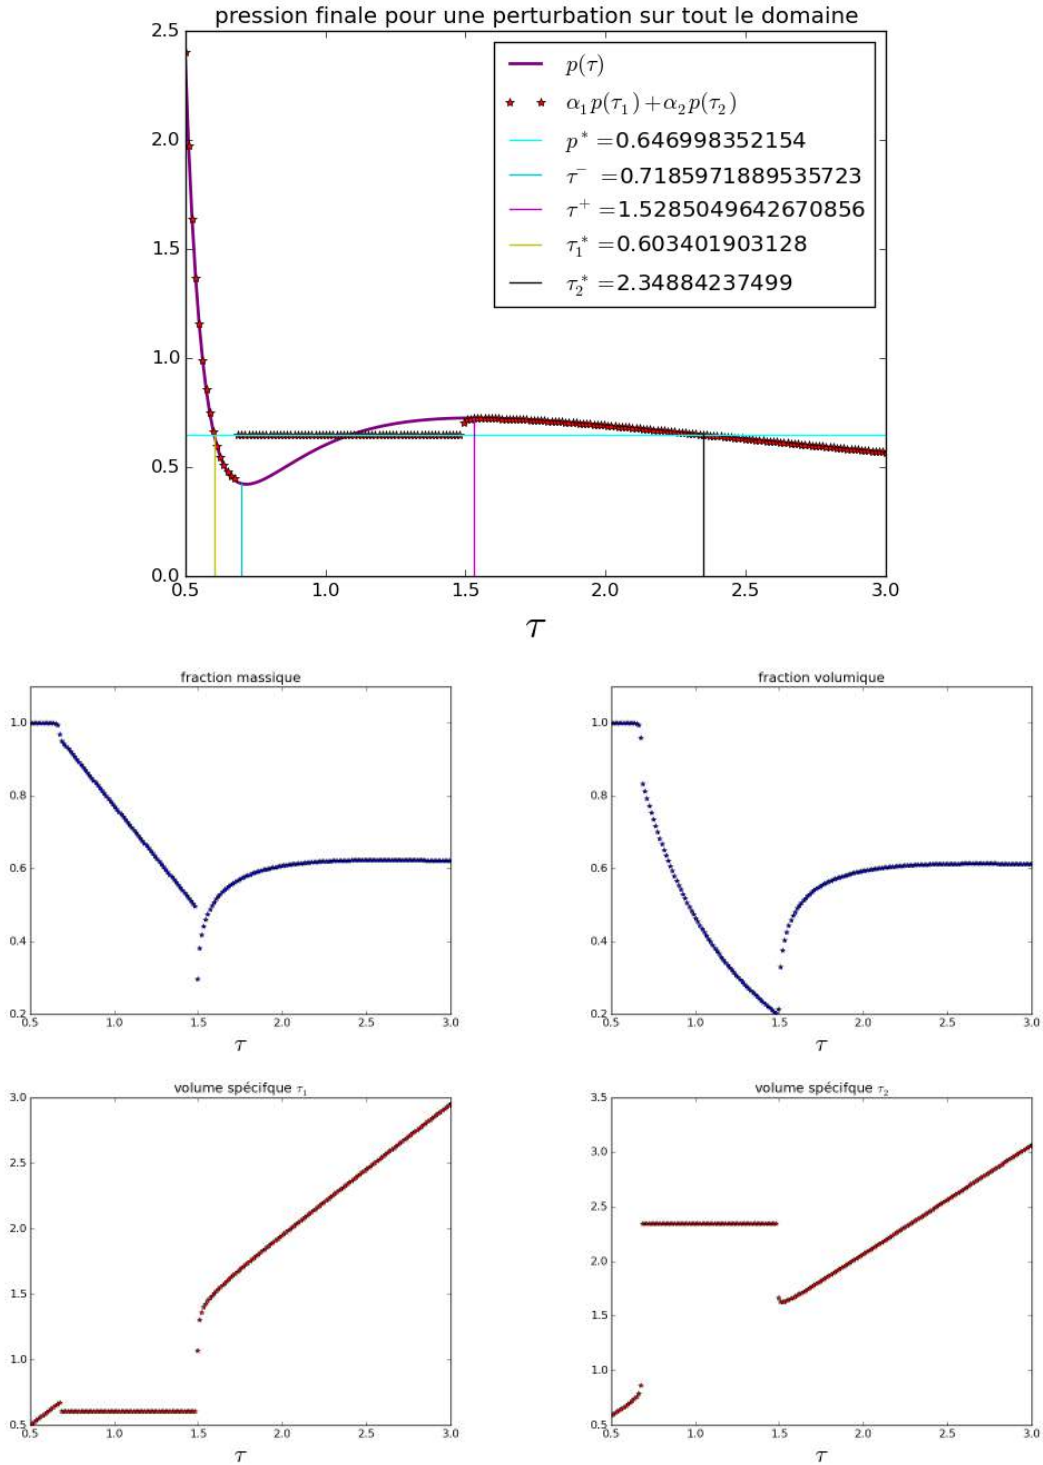 pression finale pour une perturbation sur tout le domaine
2.5
2.0
1.5
1.0
0.5
0.0
p(τ)
α₁p(τ₁)+α₂p(τ₂)
p* =0.646998352154
τ⁻ =0.7185971889535723
τ⁺ =1.5285049642670856
τ₁* =0.603401903128
τ₂* =2.34884237499
0.5 1.0 1.5 2.0 2.5 3.0
τ
fraction massique
1.0
0.8
0.6
0.4
0.2
0.5 1.0 1.5 2.0 2.5 3.0
τ
fraction volumique
1.0
0.8
0.6
0.4
0.2
0.5 1.0 1.5 2.0 2.5 3.0
τ
volume spécifque τ₁
3.0
2.5
2.0
1.5
1.0
0.5
0.5 1.0 1.5 2.0 2.5 3.0
τ
volume spécifque τ₂
3.5
3.0
2.5
2.0
1.5
1.0
0.5
0.5 1.0 1.5 2.0 2.5 3.0
τ